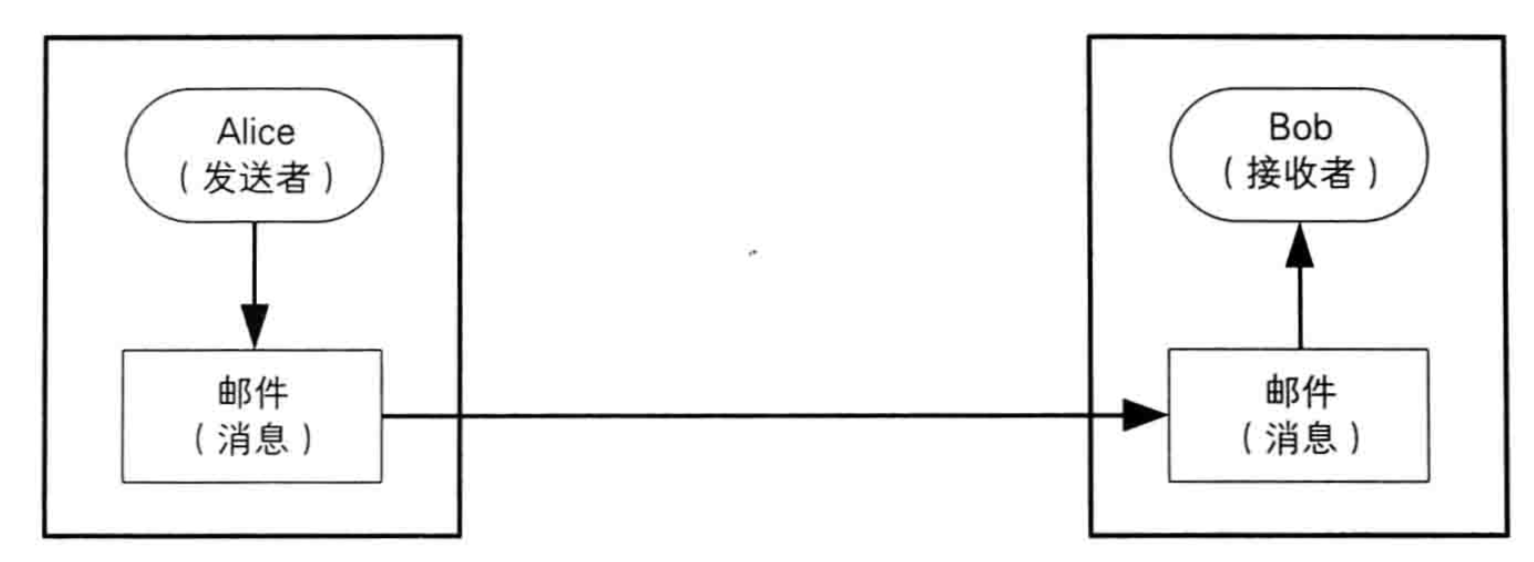 Alice
（发送者）
邮件
（消息）
Bob
（接收者）
邮件
（消息）